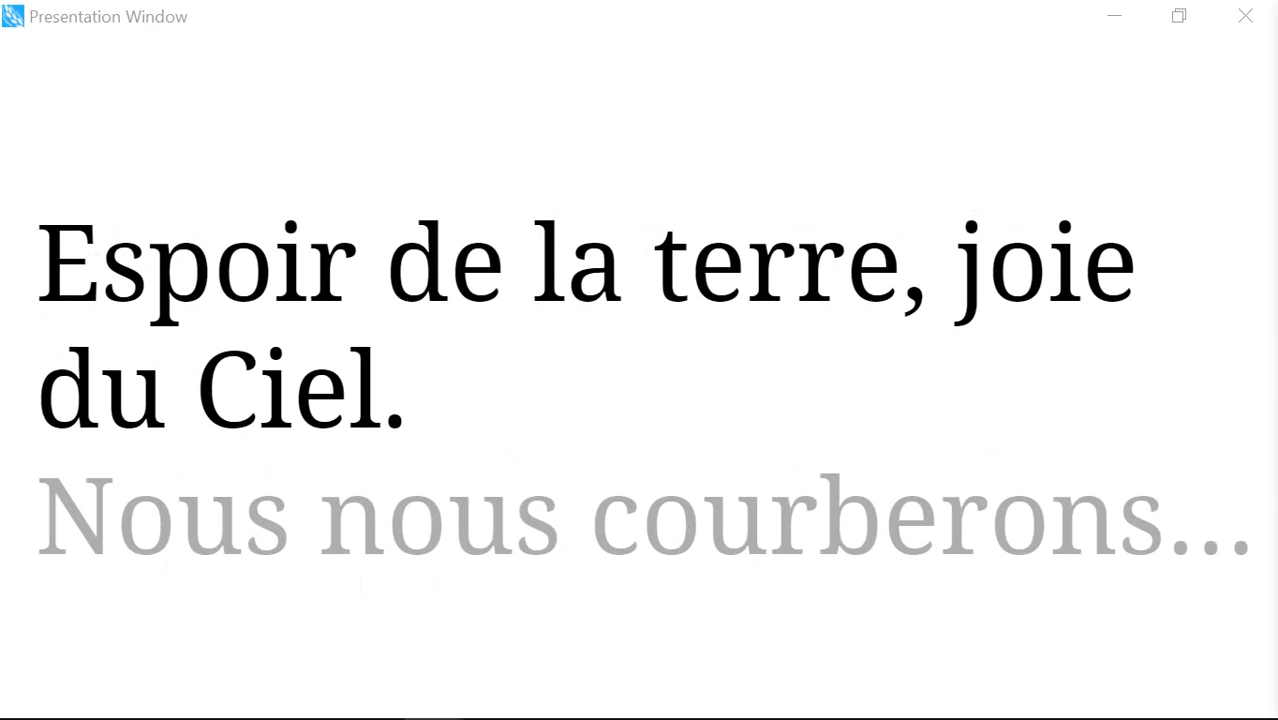 Presentation Window
Espoir de la terre, joie
du Ciel.
Nous nous courberons...